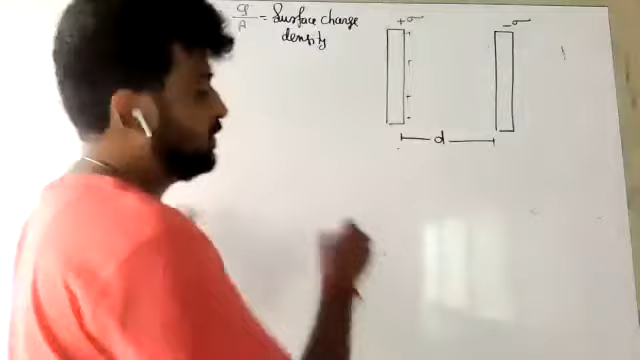 q/A = Surface charge
density
+σ
-σ
d